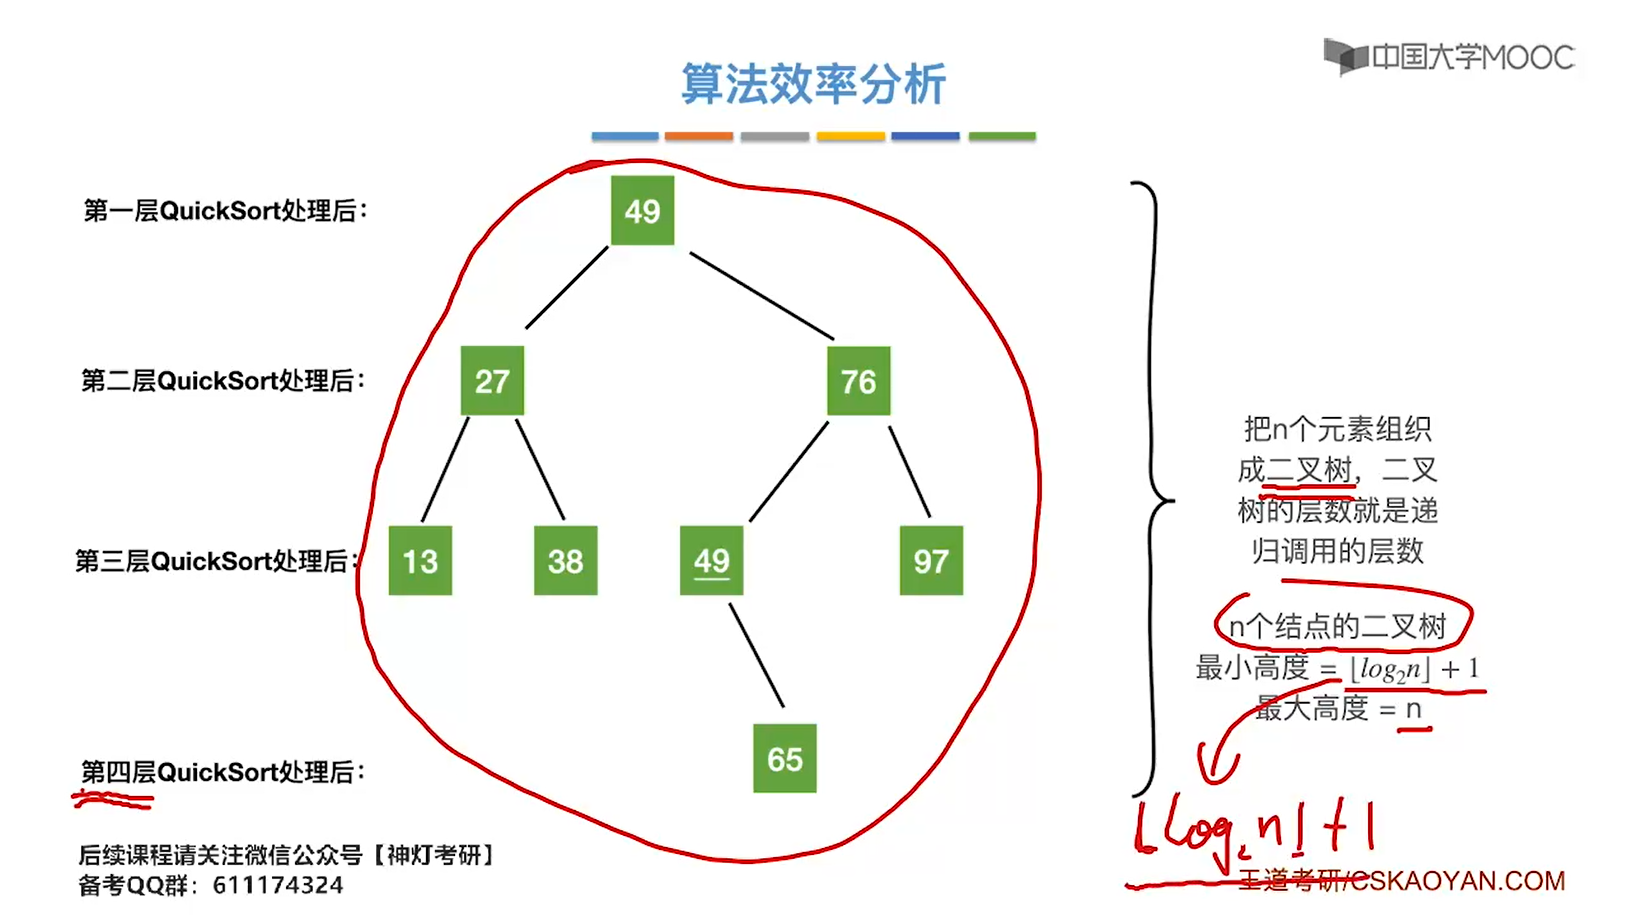 中国大学MOOC
算法效率分析
第一层QuickSort处理后：
49
第二层QuickSort处理后：
27
76
第三层QuickSort处理后：
13
38
49
97
第四层QuickSort处理后：
65
把n个元素组织
成二叉树，二叉
树的层数就是递
归调用的层数
n个结点的二叉树
最小高度 = ⌊log₂n⌋ + 1
最大高度 = n
⌊log₂n⌋+1
后续课程请关注微信公众号【神灯考研】
备考QQ群：611174324
王道考研/CSKAOYAN.COM